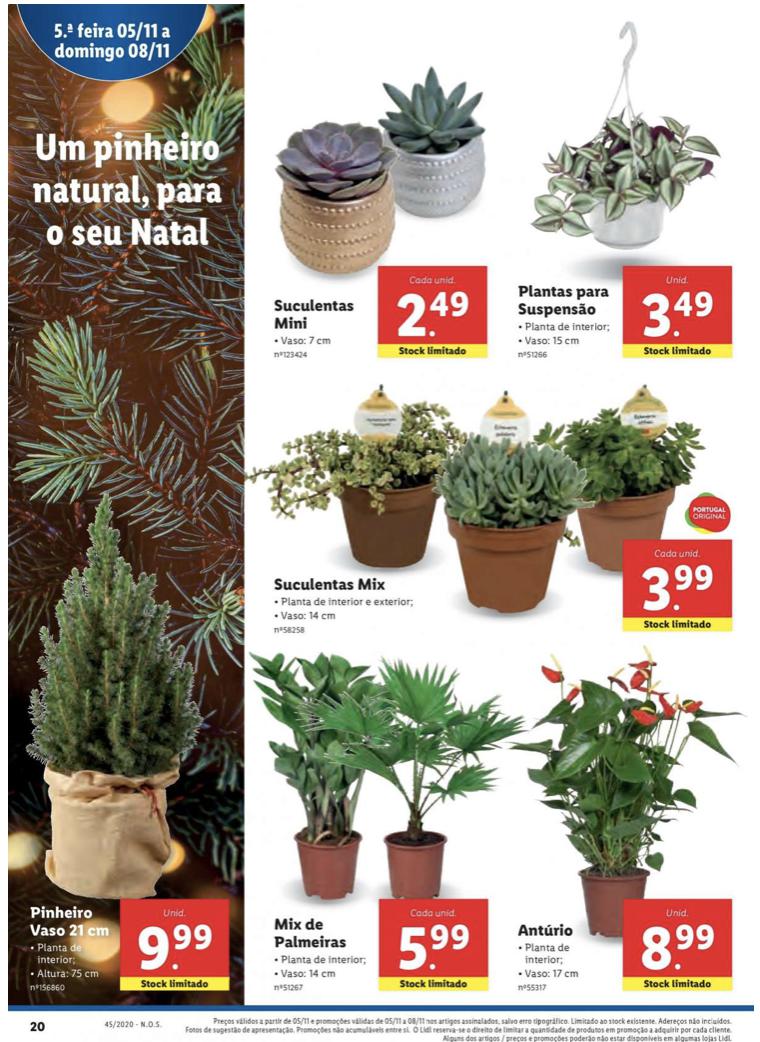 5.ª feira 05/11 a
domingo 08/11
Um pinheiro
natural, para
o seu Natal
Pinheiro
Vaso 21 cm
• Planta de
interior;
• Altura: 75 cm
nº156860
Unid.
9.99
Stock limitado
Suculentas
Mini
• Vaso: 7 cm
nº123424
Cada unid.
2.49
Stock limitado
Plantas para
Suspensão
• Planta de interior;
• Vaso: 15 cm
nº51266
Unid.
3.49
Stock limitado
PORTUGAL
ORIGINAL
Suculentas Mix
• Planta de interior e exterior;
• Vaso: 14 cm
nº58258
Cada unid.
3.99
Stock limitado
Mix de
Palmeiras
• Planta de interior;
• Vaso: 14 cm
nº51267
Cada unid.
5.99
Stock limitado
Antúrio
• Planta de
interior;
• Vaso: 17 cm
nº55317
Unid.
8.99
Stock limitado
20
45/2020 - N.O.S.
Preços válidos a partir de 05/11 e promoções válidas de 05/11 a 08/11 nos artigos assinalados, salvo erro tipográfico. Limitado ao stock existente. Adereços não incluídos.
Fotos de sugestão de apresentação. Promoções não acumuláveis entre si. O Lidl reserva-se o direito de limitar a quantidade de produtos em promoção a adquirir por cada cliente.
Alguns dos artigos / preços e promoções poderão não estar disponíveis em algumas lojas Lidl.